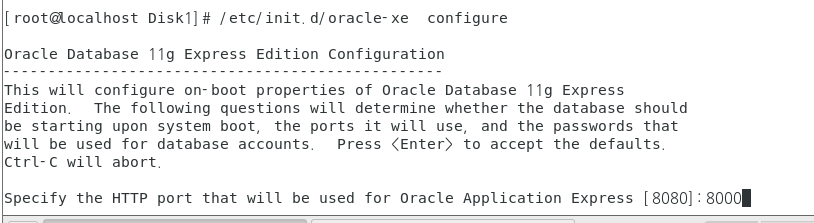 [root@localhost Disk1]# /etc/init.d/oracle-xe  configure
Oracle Database 11g Express Edition Configuration
-------------------------------------------------
This will configure on-boot properties of Oracle Database 11g Express
Edition.  The following questions will determine whether the database should
be starting upon system boot, the ports it will use, and the passwords that
will be used for database accounts.  Press <Enter> to accept the defaults.
Ctrl-C will abort.
Specify the HTTP port that will be used for Oracle Application Express [8080]:8000